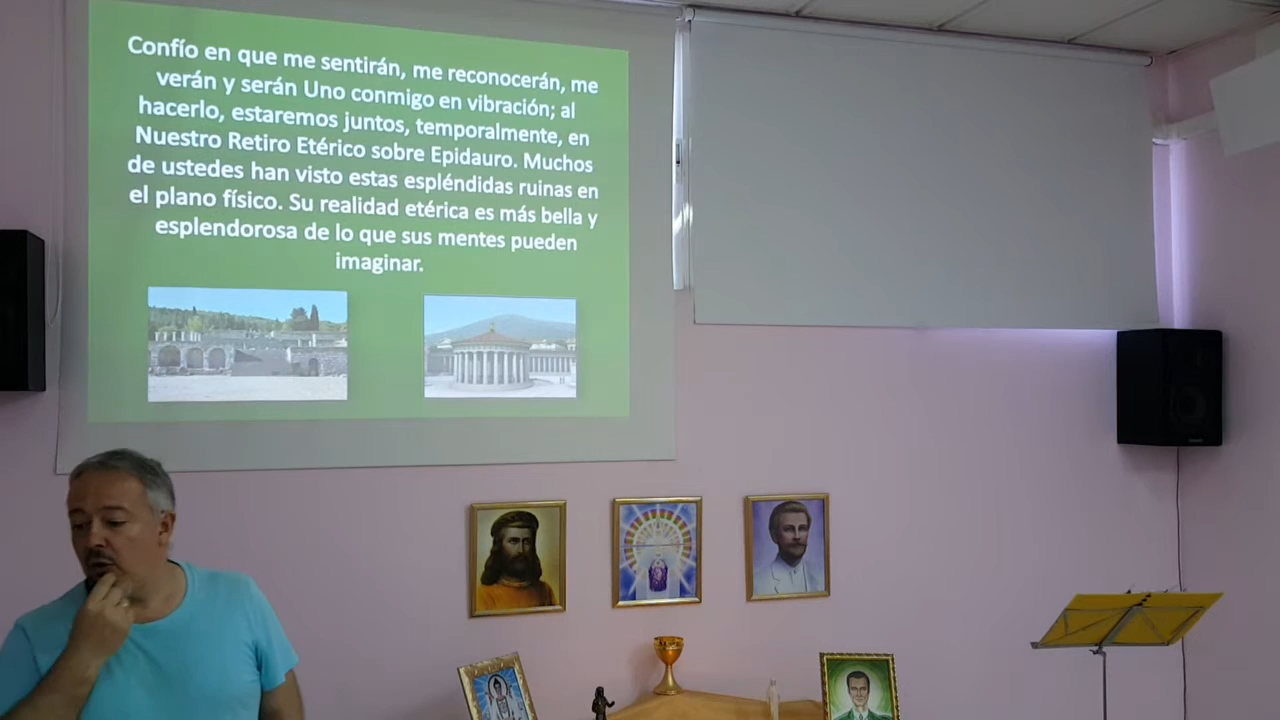 Confío en que me sentirán, me reconocerán, me
verán y serán Uno conmigo en vibración; al
hacerlo, estaremos juntos, temporalmente, en
Nuestro Retiro Etérico sobre Epidauro. Muchos
de ustedes han visto estas espléndidas ruinas en
el plano físico. Su realidad etérica es más bella y
esplendorosa de lo que sus mentes pueden
imaginar.